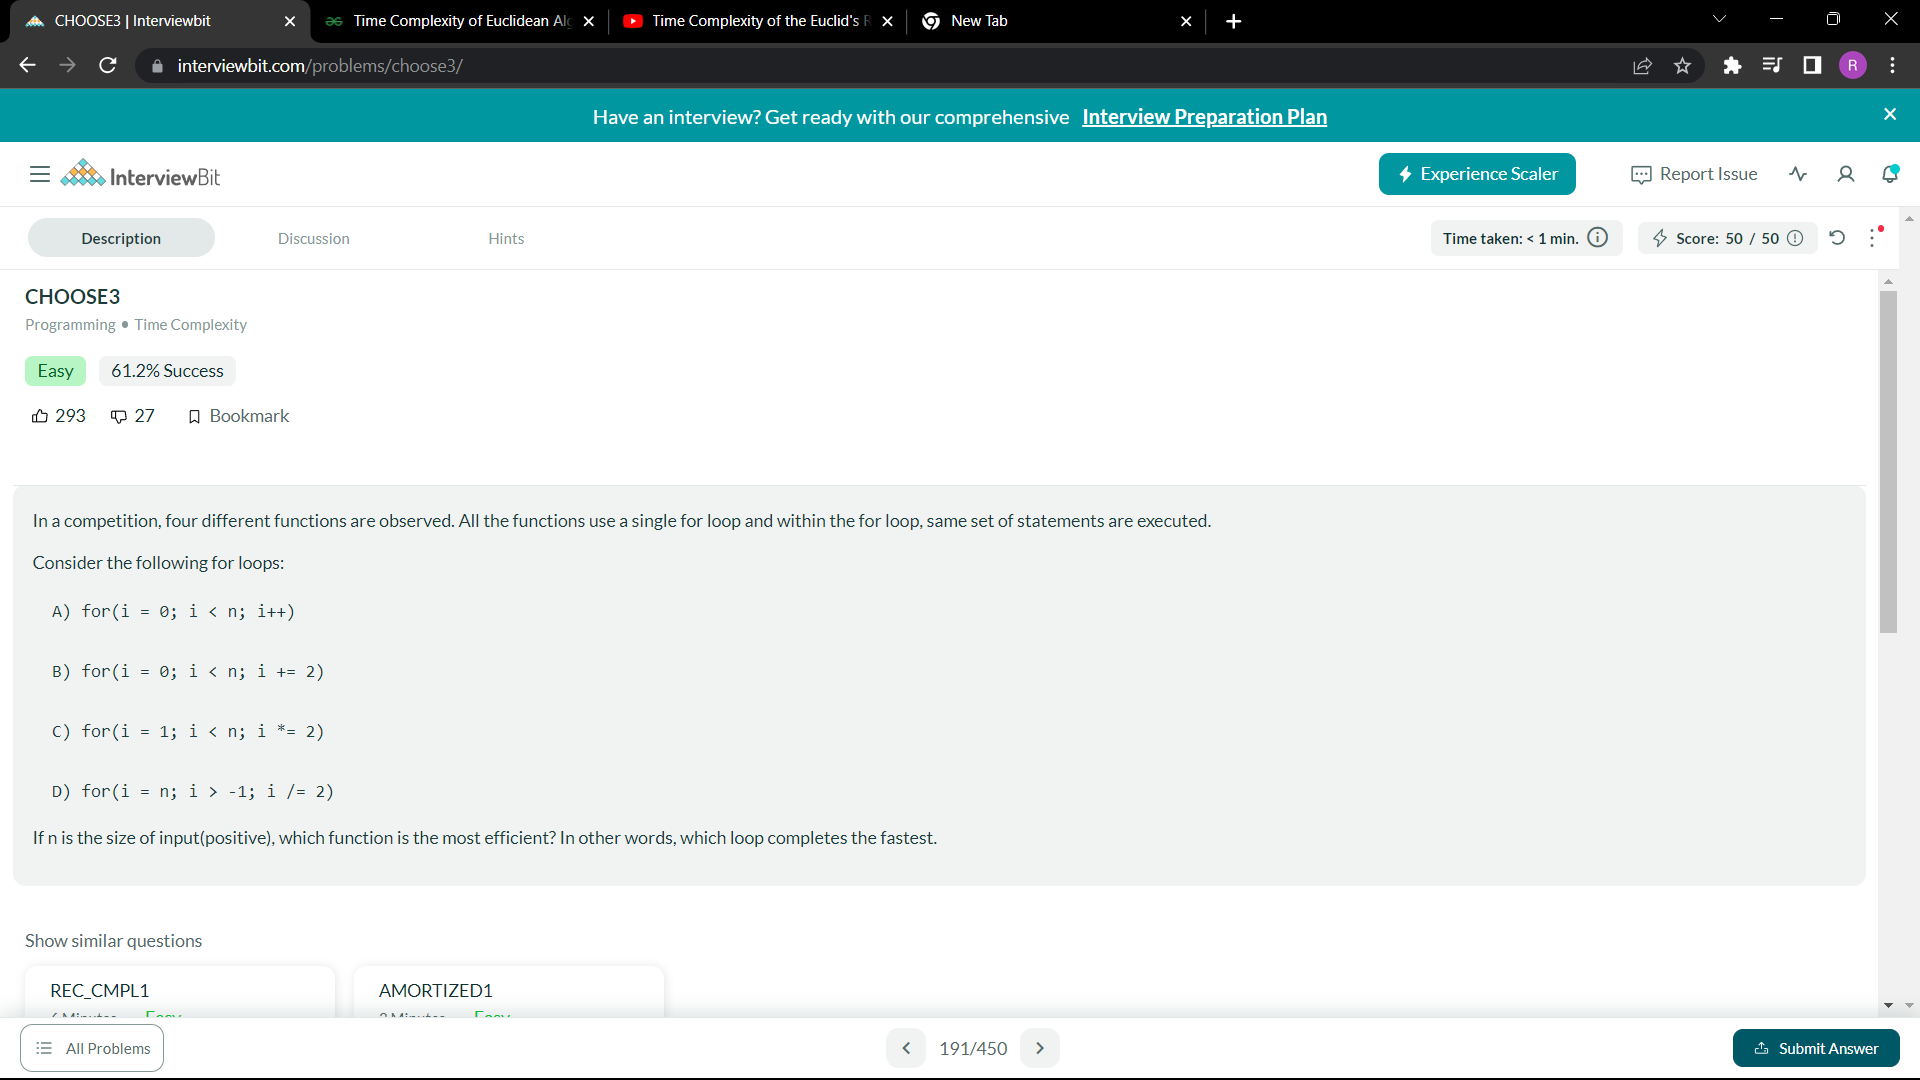 CHOOSE3 | Interviewbit
Time Complexity of Euclidean Al
Time Complexity of the Euclid's
New Tab
interviewbit.com/problems/choose3/
R
Have an interview? Get ready with our comprehensive Interview Preparation Plan
InterviewBit
Experience Scaler
Report Issue
Description
Discussion
Hints
Time taken: < 1 min.
Score: 50 / 50
CHOOSE3
Programming • Time Complexity
Easy
61.2% Success
293
27
Bookmark
In a competition, four different functions are observed. All the functions use a single for loop and within the for loop, same set of statements are executed.
Consider the following for loops:
A) for(i = 0; i < n; i++)
B) for(i = 0; i < n; i += 2)
C) for(i = 1; i < n; i *= 2)
D) for(i = n; i > -1; i /= 2)
If n is the size of input(positive), which function is the most efficient? In other words, which loop completes the fastest.
Show similar questions
REC_CMPL1
AMORTIZED1
Easy
Easy
All Problems
191/450
Submit Answer